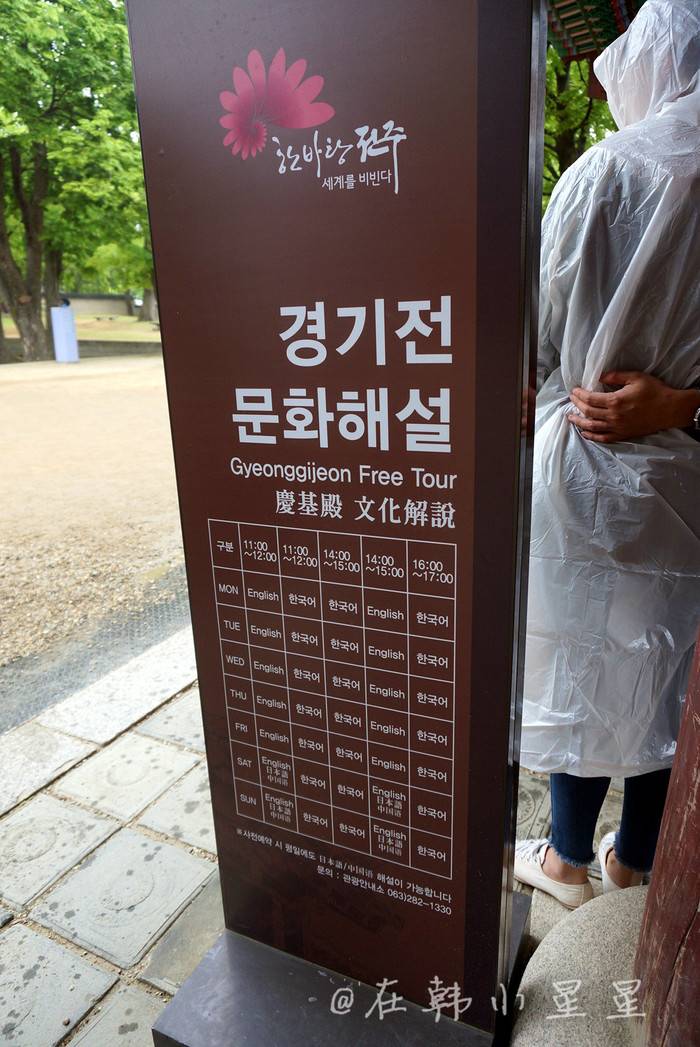 한바탕 전주
세계를 비빈다
경기전
문화해설
Gyeonggijeon Free Tour
慶基殿 文化解說
구분 11:00~12:00 11:00~12:00 14:00~15:00 14:00~15:00 16:00~17:00
MON English 한국어 한국어 English 한국어
TUE English 한국어 한국어 English 한국어
WED English 한국어 한국어 English 한국어
THU English 한국어 한국어 English 한국어
FRI English 한국어 한국어 English 한국어
SAT English 日本語 中国语 한국어 한국어 English 日本語 中国语 한국어
SUN English 日本語 中国语 한국어 한국어 English 日本語 中国语 한국어
※사전예약 시 평일에도 日本語/中国语 해설이 가능합니다
문의 : 관광안내소 063)282-1330
@在韩小星星